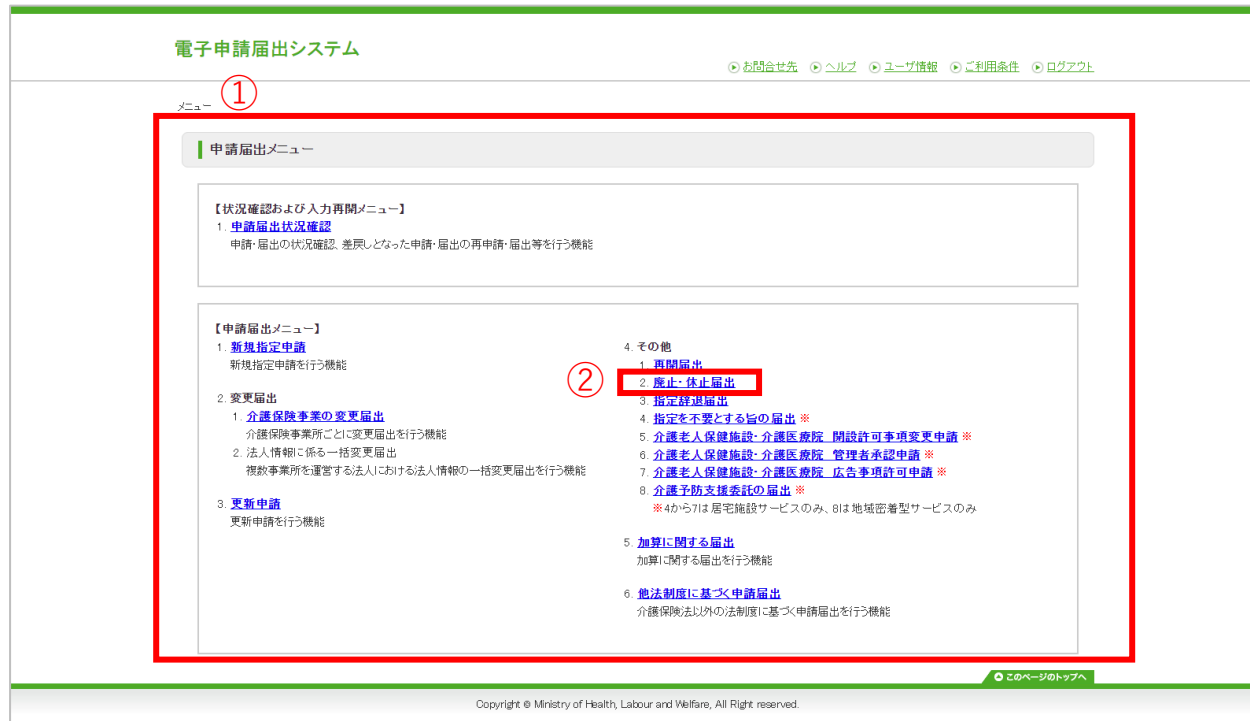 電子申請届出システム
お問合せ先 ヘルプ ユーザ情報 ご利用条件 ログアウト
①
メニュー
申請届出メニュー
【状況確認および入力再開メニュー】
1. 申請届出状況確認
申請・届出の状況確認、差戻しとなった申請・届出の再申請・届出等を行う機能
【申請届出メニュー】
1. 新規指定申請
新規指定申請を行う機能
2. 変更届出
1. 介護保険事業の変更届出
介護保険事業所ごとに変更届出を行う機能
2. 法人情報に係る一括変更届出
複数事業所を運営する法人における法人情報の一括変更届出を行う機能
3. 更新申請
更新申請を行う機能
4. その他
1. 再開届出
②
2. 廃止・休止届出
3. 指定辞退届出
4. 指定を不要とする旨の届出 ※
5. 介護老人保健施設・介護医療院 開設許可事項変更申請 ※
6. 介護老人保健施設・介護医療院 管理者承認申請 ※
7. 介護老人保健施設・介護医療院 広告事項許可申請 ※
8. 介護予防支援委託の届出 ※
※4から7は居宅施設サービスのみ、8は地域密着型サービスのみ
5. 加算に関する届出
加算に関する届出を行う機能
6. 他法制度に基づく申請届出
介護保険法以外の法制度に基づく申請届出を行う機能
このページのトップへ
Copyright © Ministry of Health, Labour and Welfare, All Right reserved.